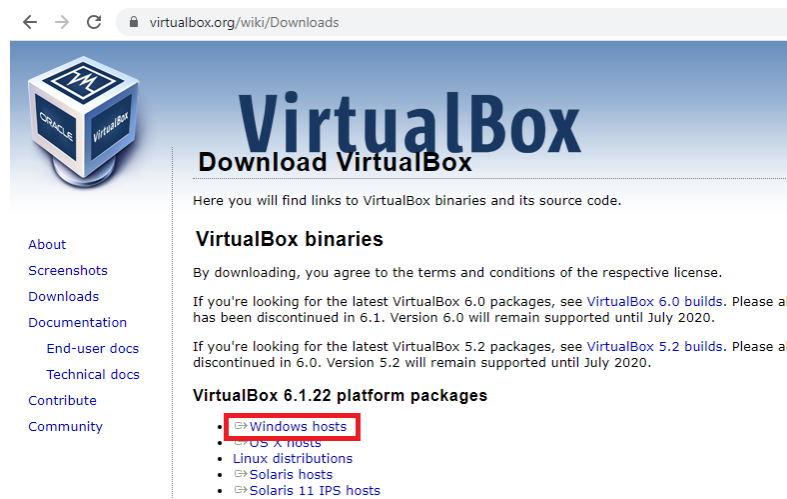 virtualbox.org/wiki/Downloads
ORACLE
VirtualBox
VirtualBox
Download VirtualBox
Here you will find links to VirtualBox binaries and its source code.
About
Screenshots
Downloads
Documentation
End-user docs
Technical docs
Contribute
Community
VirtualBox binaries
By downloading, you agree to the terms and conditions of the respective license.
If you're looking for the latest VirtualBox 6.0 packages, see VirtualBox 6.0 builds. Please
has been discontinued in 6.1. Version 6.0 will remain supported until July 2020.
If you're looking for the latest VirtualBox 5.2 packages, see VirtualBox 5.2 builds. Please
discontinued in 6.0. Version 5.2 will remain supported until July 2020.
VirtualBox 6.1.22 platform packages
• Windows hosts
• OS X hosts
• Linux distributions
• Solaris hosts
• Solaris 11 IPS hosts